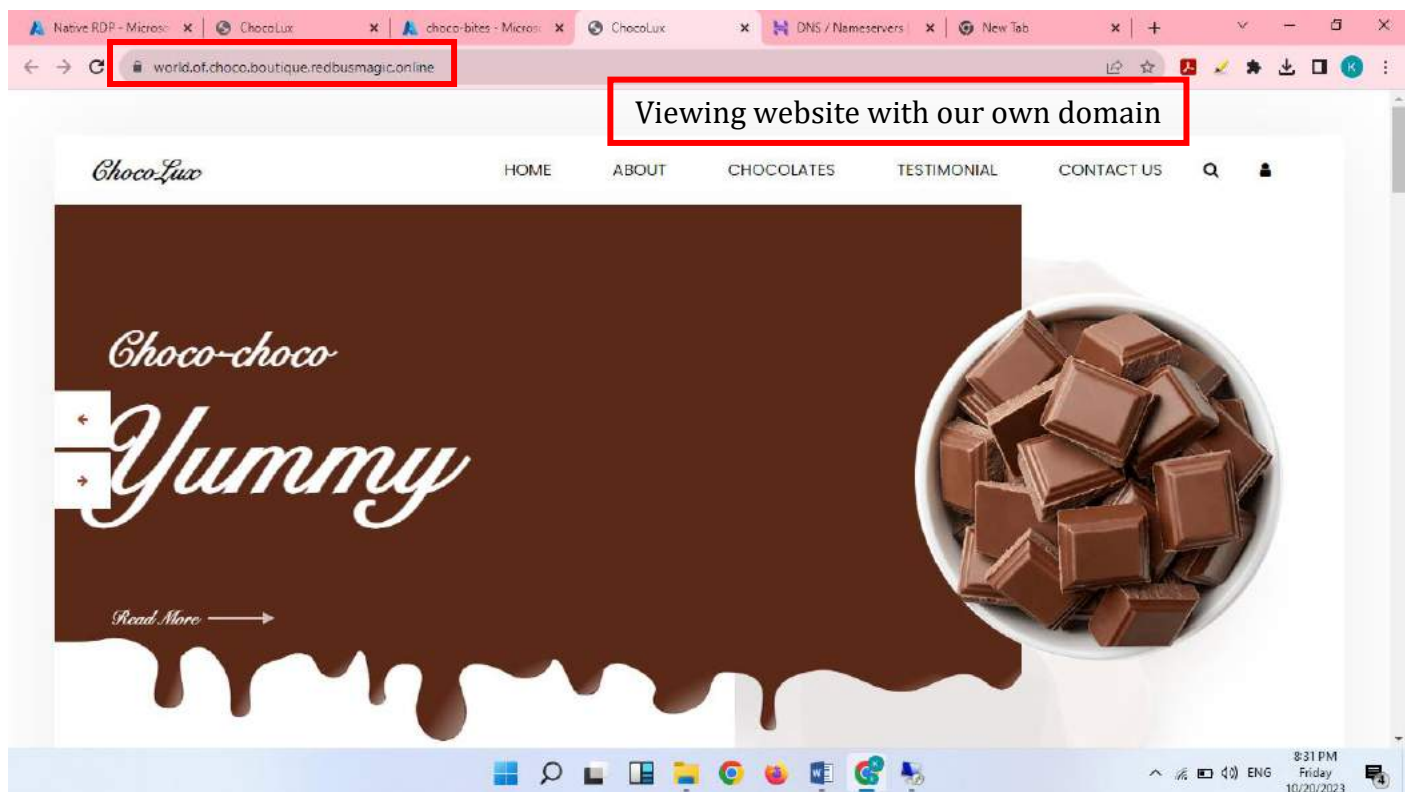 Native RDP - Microso
ChocoLux
choco-bites - Micros
ChocoLux
DNS / Nameservers
New Tab
world.of.choco.boutique.redbusmagic.online
K
Viewing website with our own domain
ChocoLux
HOME
ABOUT
CHOCOLATES
TESTIMONIAL
CONTACT US
Choco-choco
Yummy
Read More
ENG
8:31 PM
Friday
10/20/2023
4